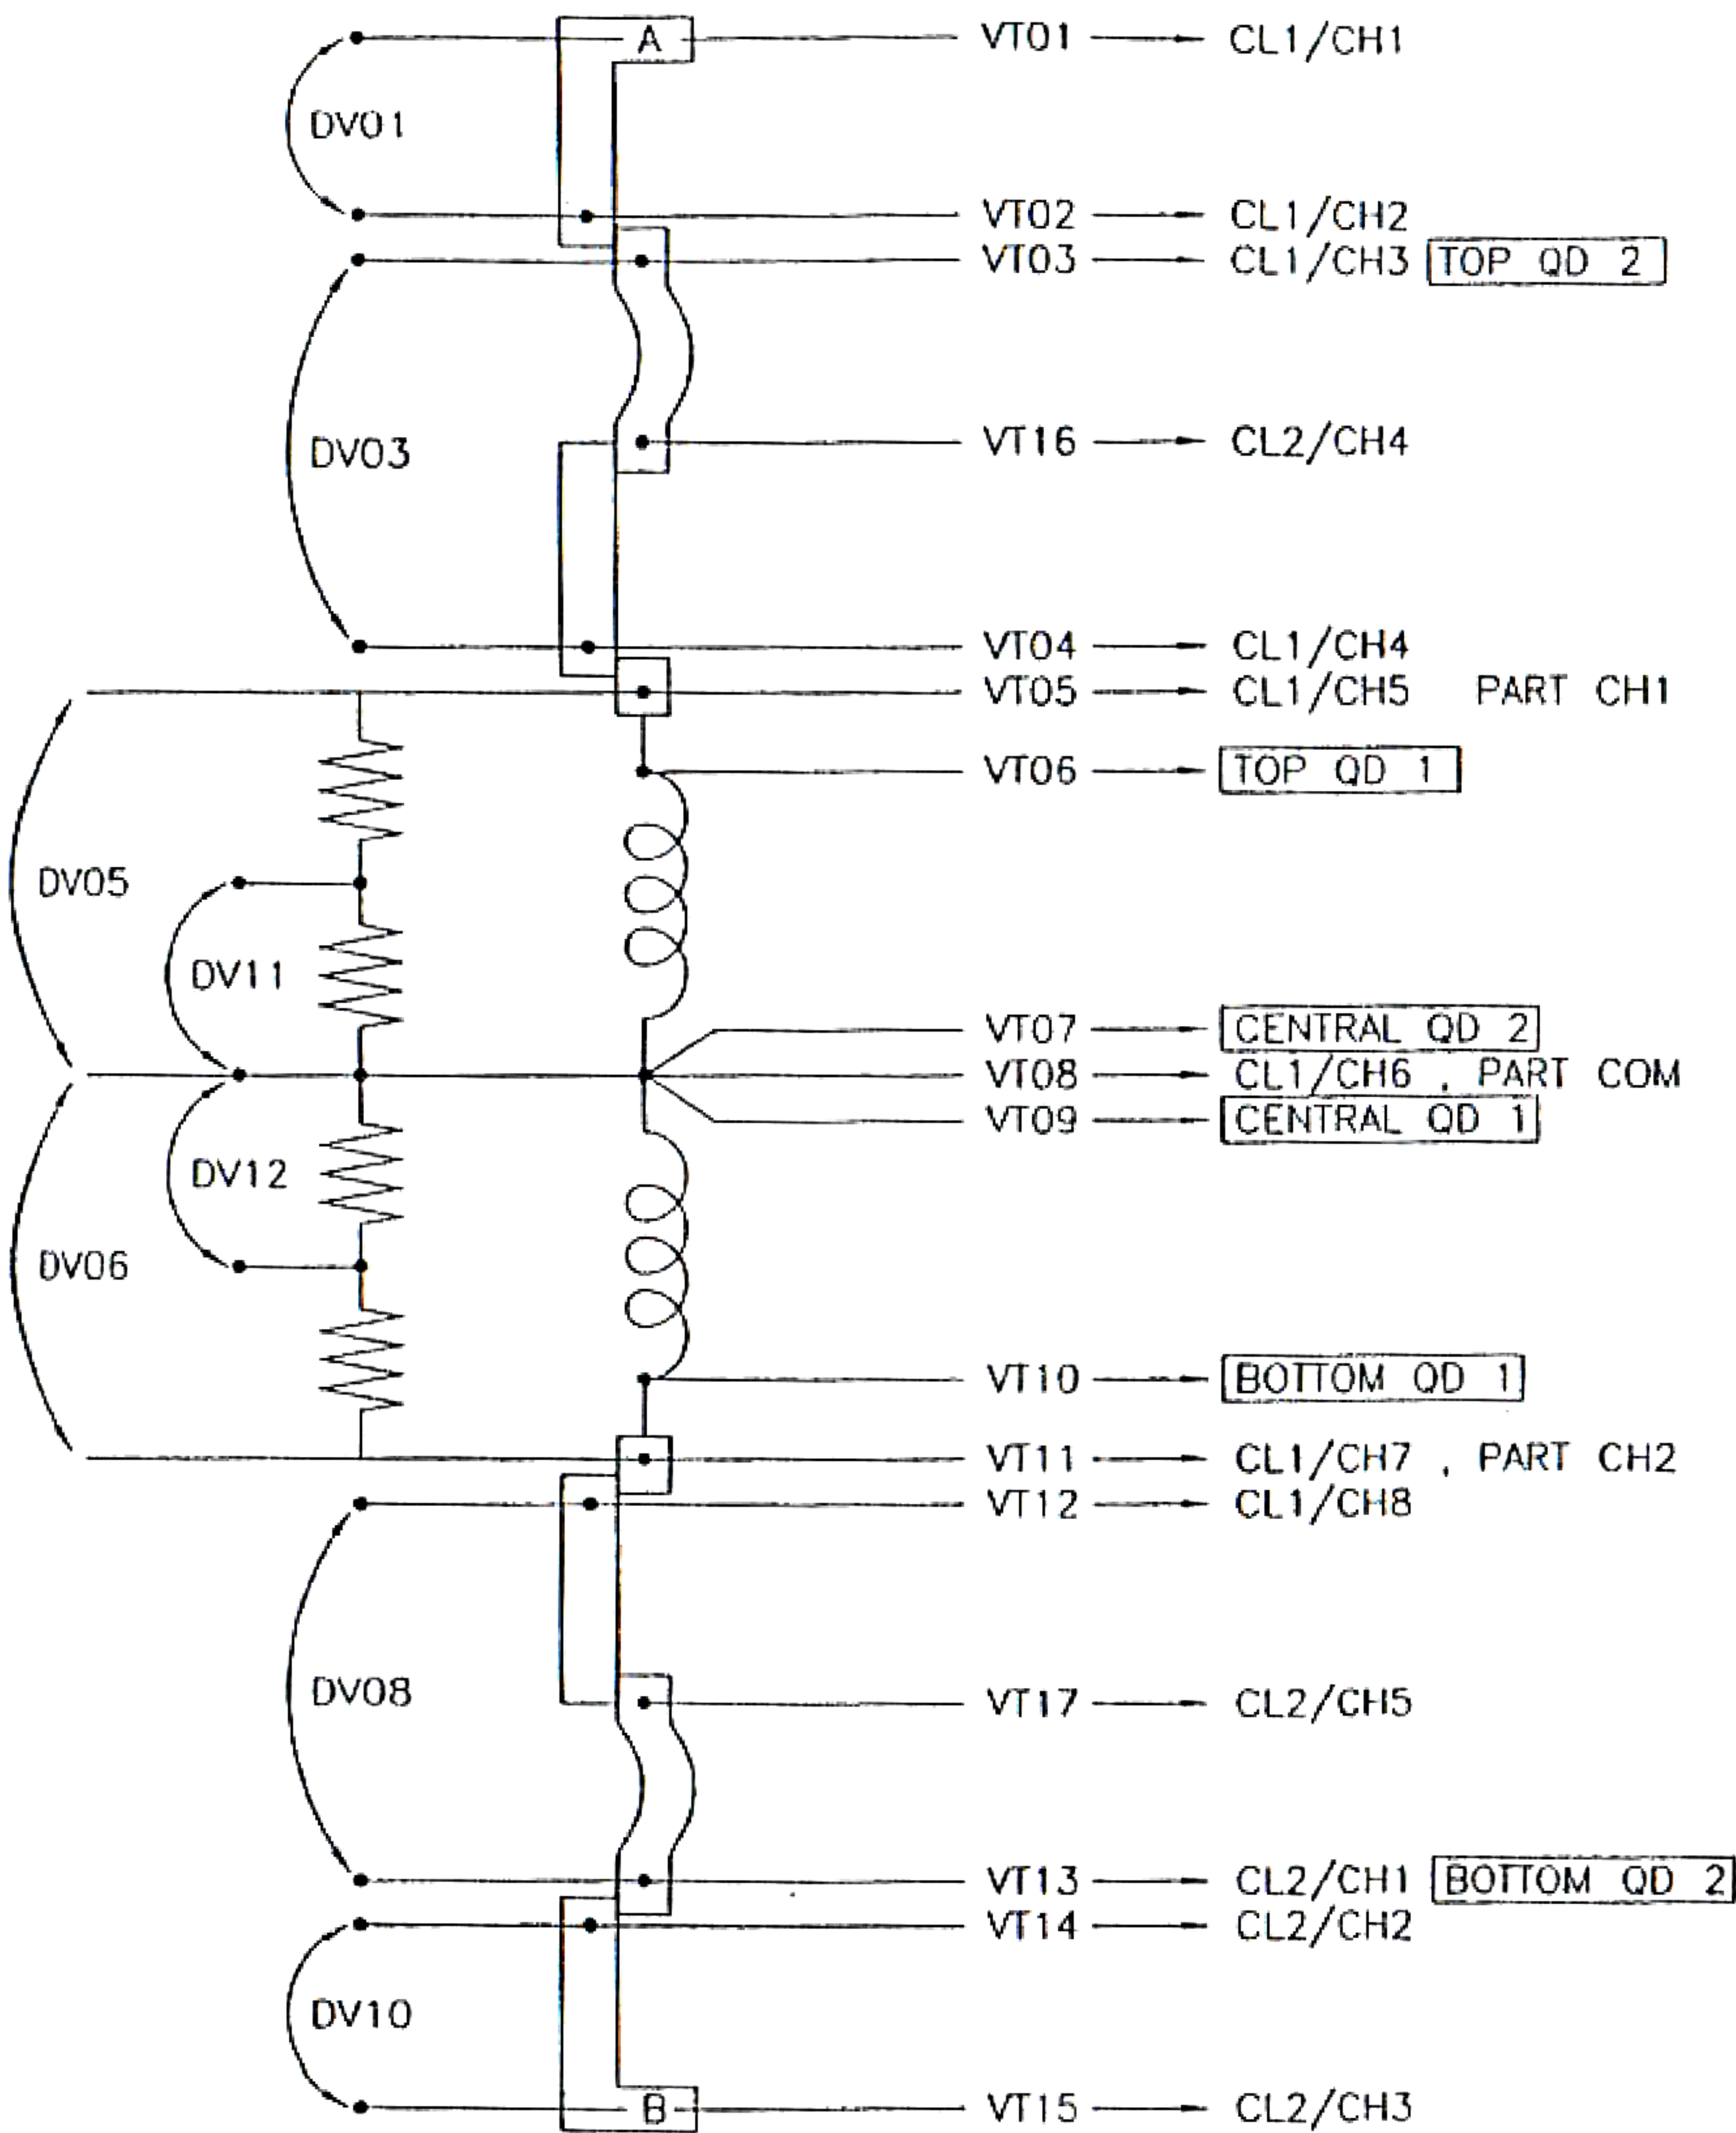 A VT01 CL1/CH1
DV01
VT02 CL1/CH2
VT03 CL1/CH3 TOP QD 2
DV03 VT16 CL2/CH4
VT04 CL1/CH4
VT05 CL1/CH5 PART CH1
VT06 TOP QD 1
DV05
DV11
VT07 CENTRAL QD 2
VT08 CL1/CH6 , PART COM
VT09 CENTRAL QD 1
DV12
DV06
VT10 BOTTOM QD 1
VT11 CL1/CH7 , PART CH2
VT12 CL1/CH8
DV08 VT17 CL2/CH5
VT13 CL2/CH1 BOTTOM QD 2
VT14 CL2/CH2
DV10
B VT15 CL2/CH3